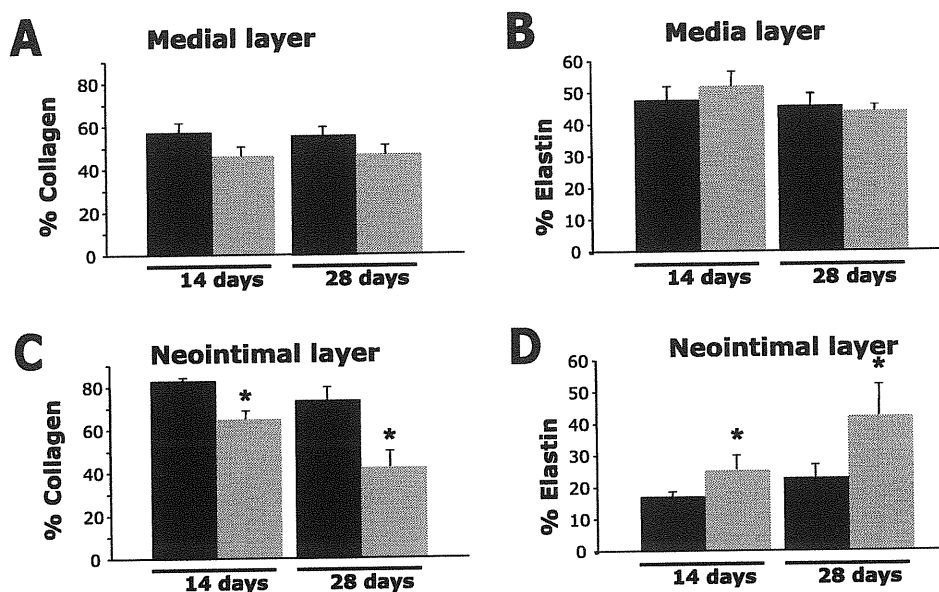 A Medial layer
% Collagen
80
60
40
20
0
14 days 28 days
B Media layer
% Elastin
60
50
40
30
20
10
0
14 days 28 days
C Neointimal layer
% Collagen
80
60
40
20
0
*
*
14 days 28 days
D Neointimal layer
% Elastin
60
50
40
30
20
10
0
*
*
14 days 28 days